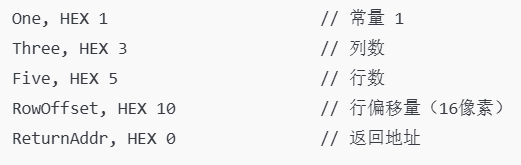 One, HEX 1 // 常量 1
Three, HEX 3 // 列数
Five, HEX 5 // 行数
RowOffset, HEX 10 // 行偏移量（16像素）
ReturnAddr, HEX 0 // 返回地址